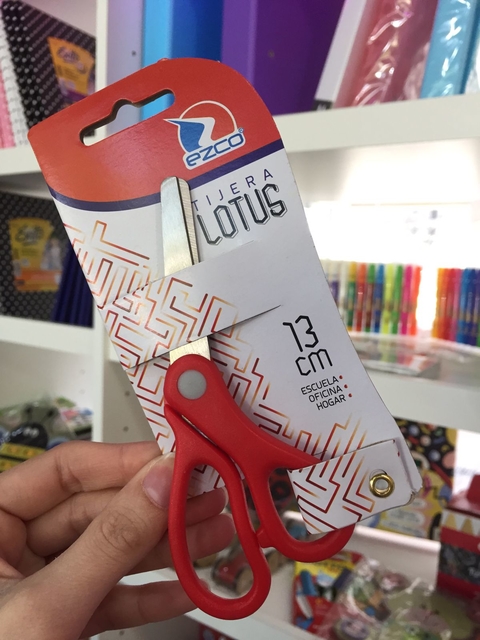 ezco
TIJERA
LOTUS
13
cm
ESCUELA
OFICINA
HOGAR